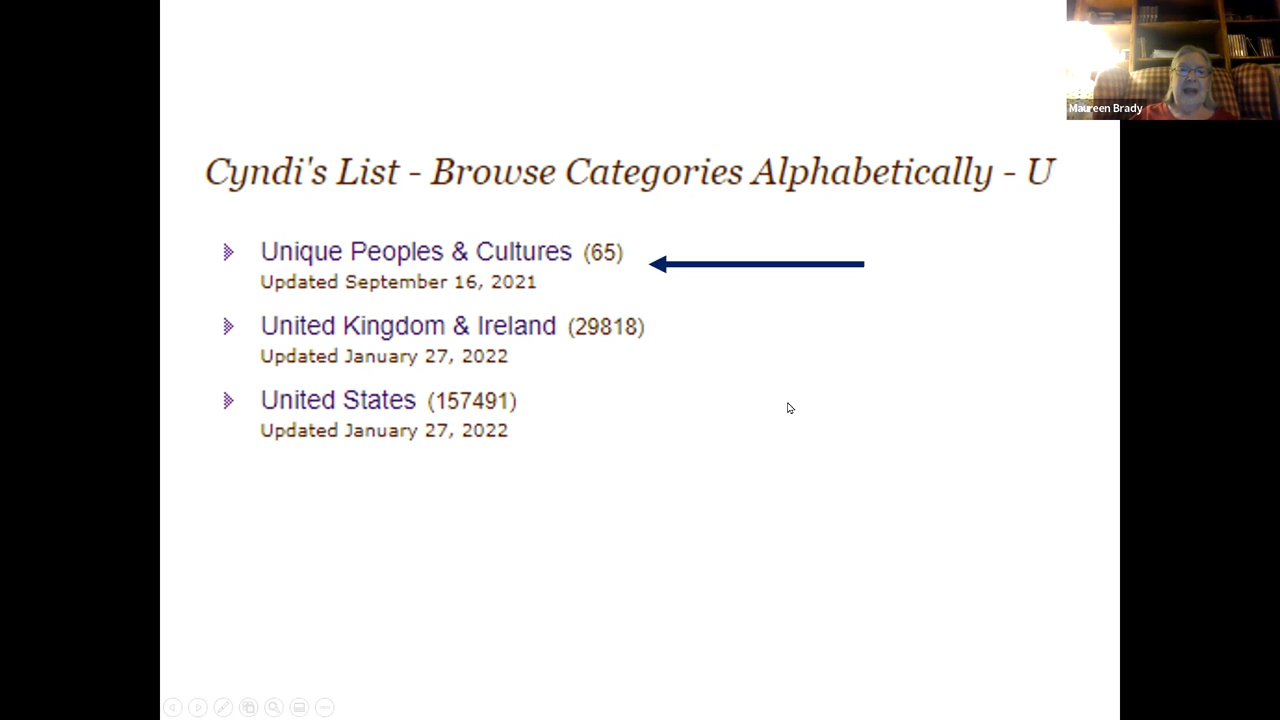 Maureen Brady
Cyndi's List - Browse Categories Alphabetically - U
Unique Peoples & Cultures (65)
Updated September 16, 2021
United Kingdom & Ireland (29818)
Updated January 27, 2022
United States (157491)
Updated January 27, 2022